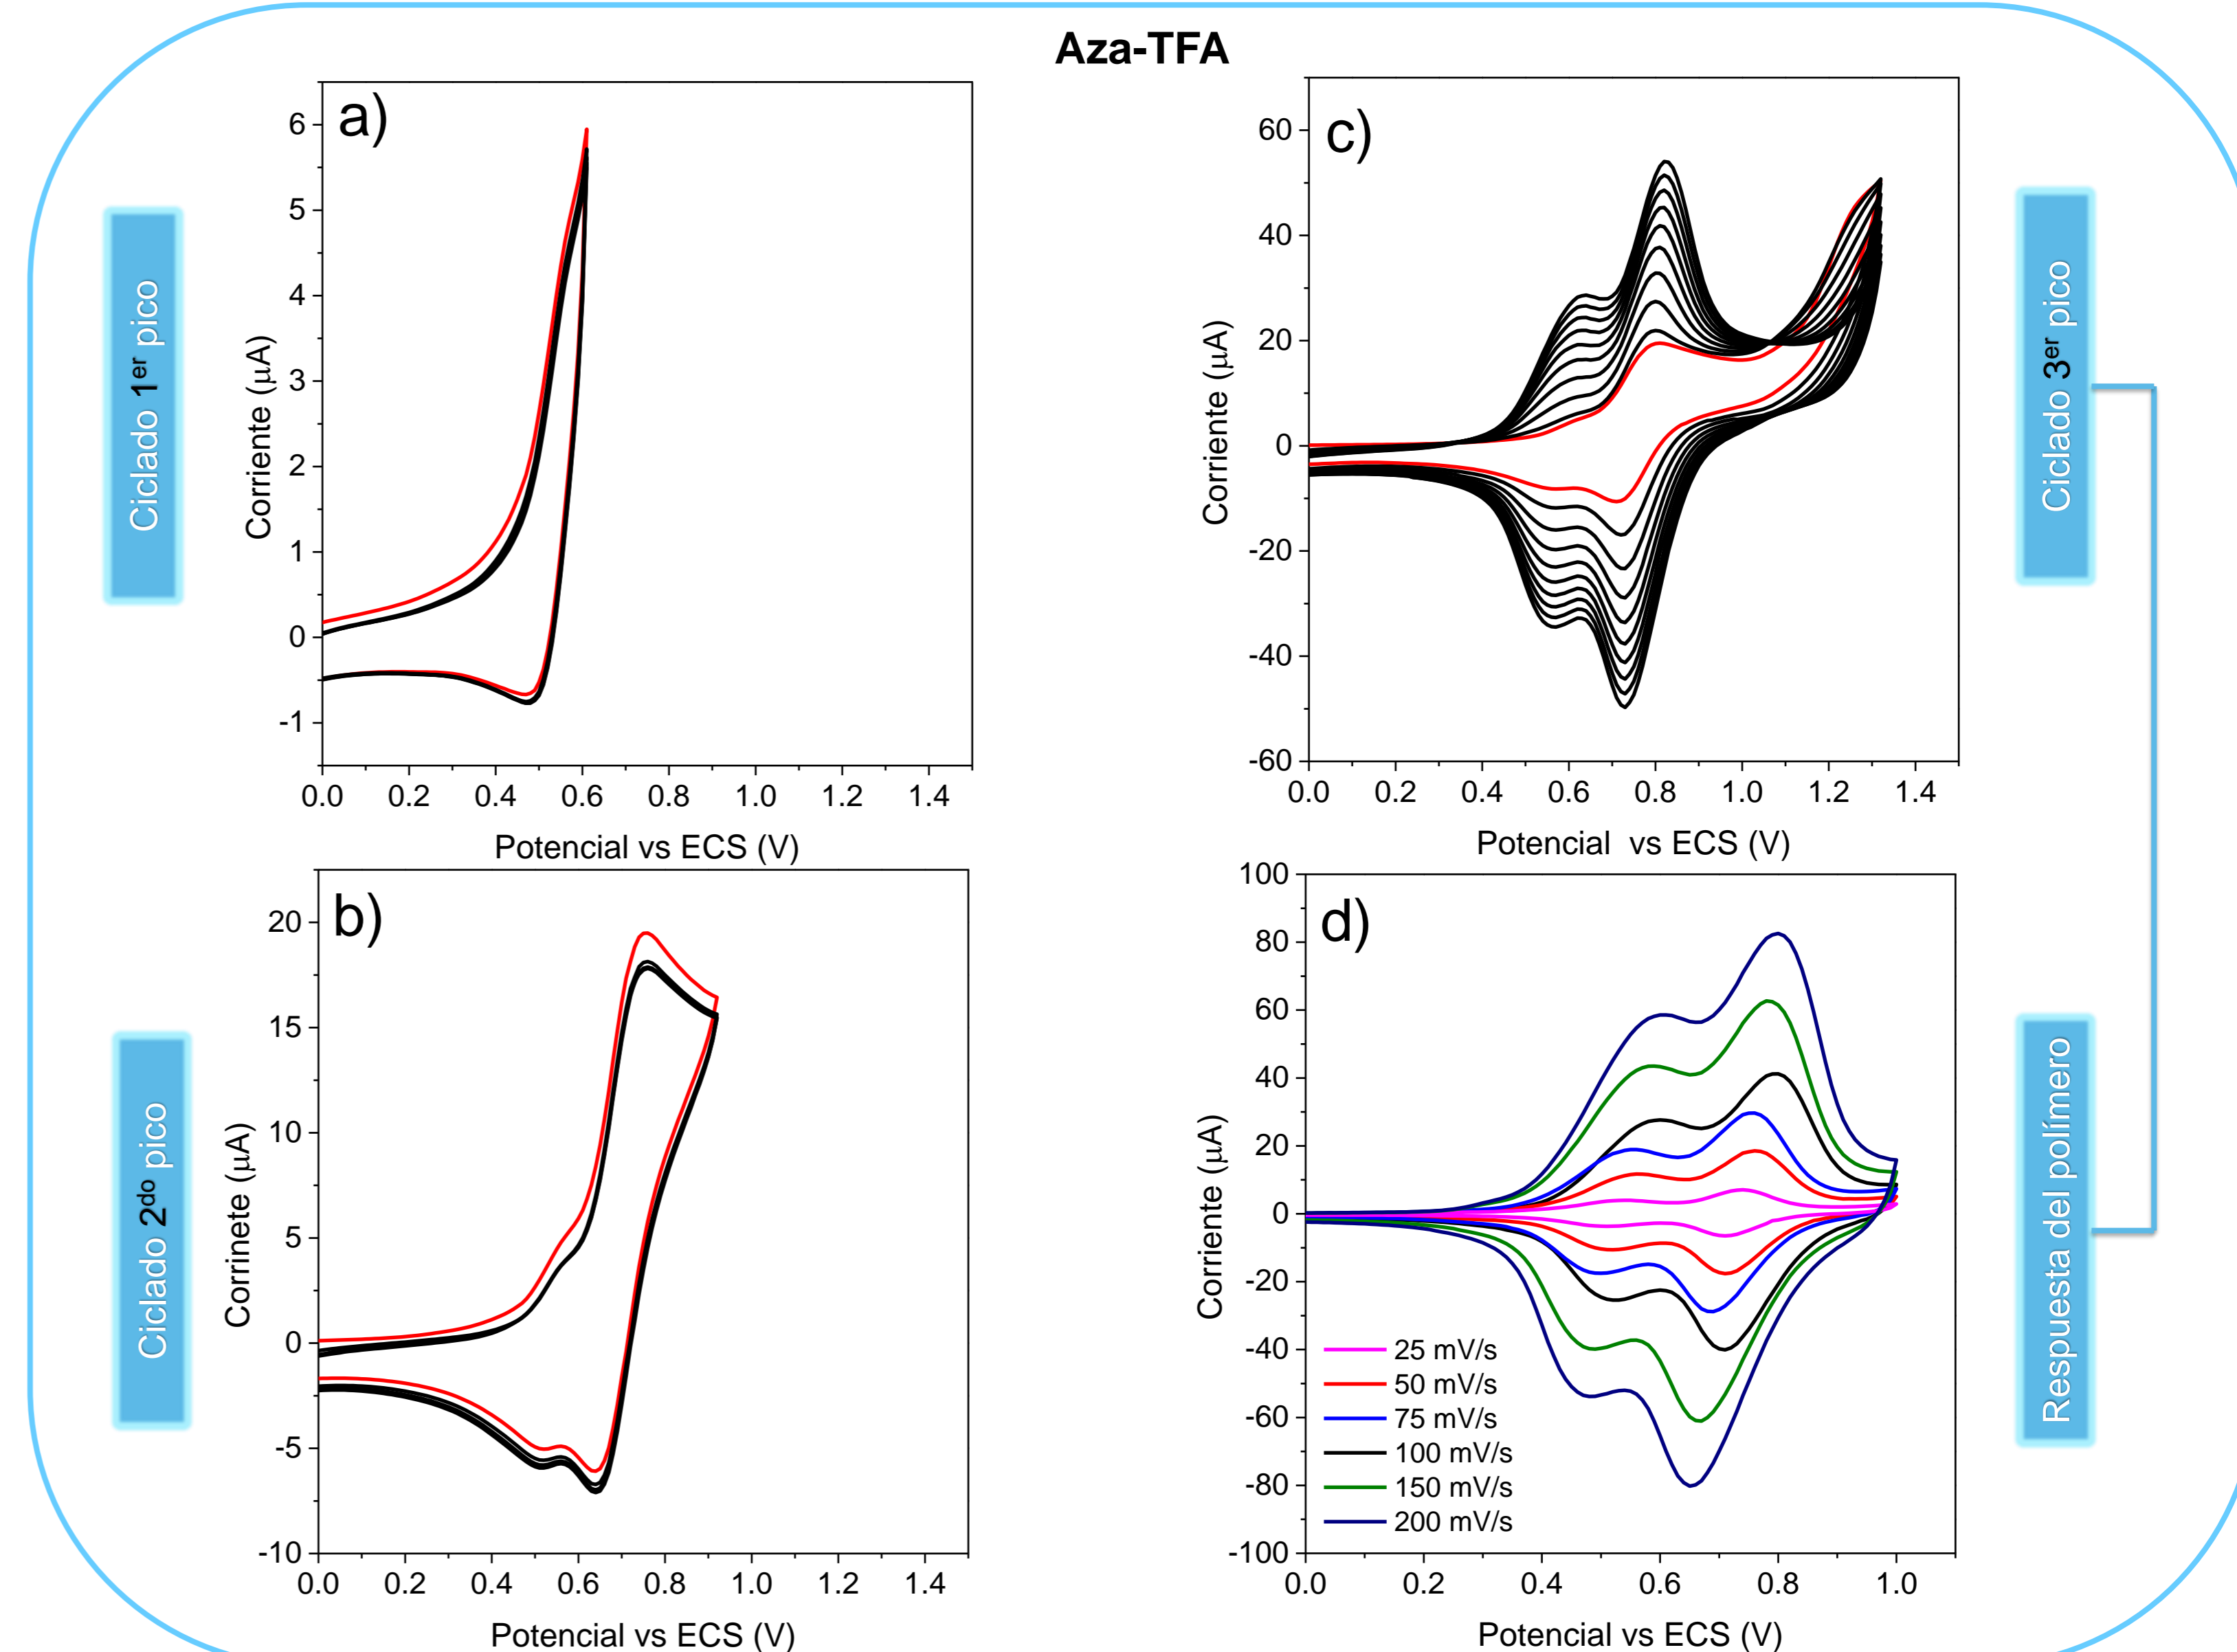 Aza-TFA
Ciclado 1er pico
a)
Corriente (μA)
6
5
4
3
2
1
0
-1
0.0 0.2 0.4 0.6 0.8 1.0 1.2 1.4
Potencial vs ECS (V)
c)
Corriente (μA)
60
40
20
0
-20
-40
-60
0.0 0.2 0.4 0.6 0.8 1.0 1.2 1.4
Potencial vs ECS (V)
Ciclado 3er pico
Ciclado 2do pico
b)
Corrinete (μA)
20
15
10
5
0
-5
-10
0.0 0.2 0.4 0.6 0.8 1.0 1.2 1.4
Potencial vs ECS (V)
d)
Corriente (μA)
100
80
60
40
20
0
-20
-40
-60
-80
-100
25 mV/s
50 mV/s
75 mV/s
100 mV/s
150 mV/s
200 mV/s
0.0 0.2 0.4 0.6 0.8 1.0
Potencial vs ECS (V)
Respuesta del polímero